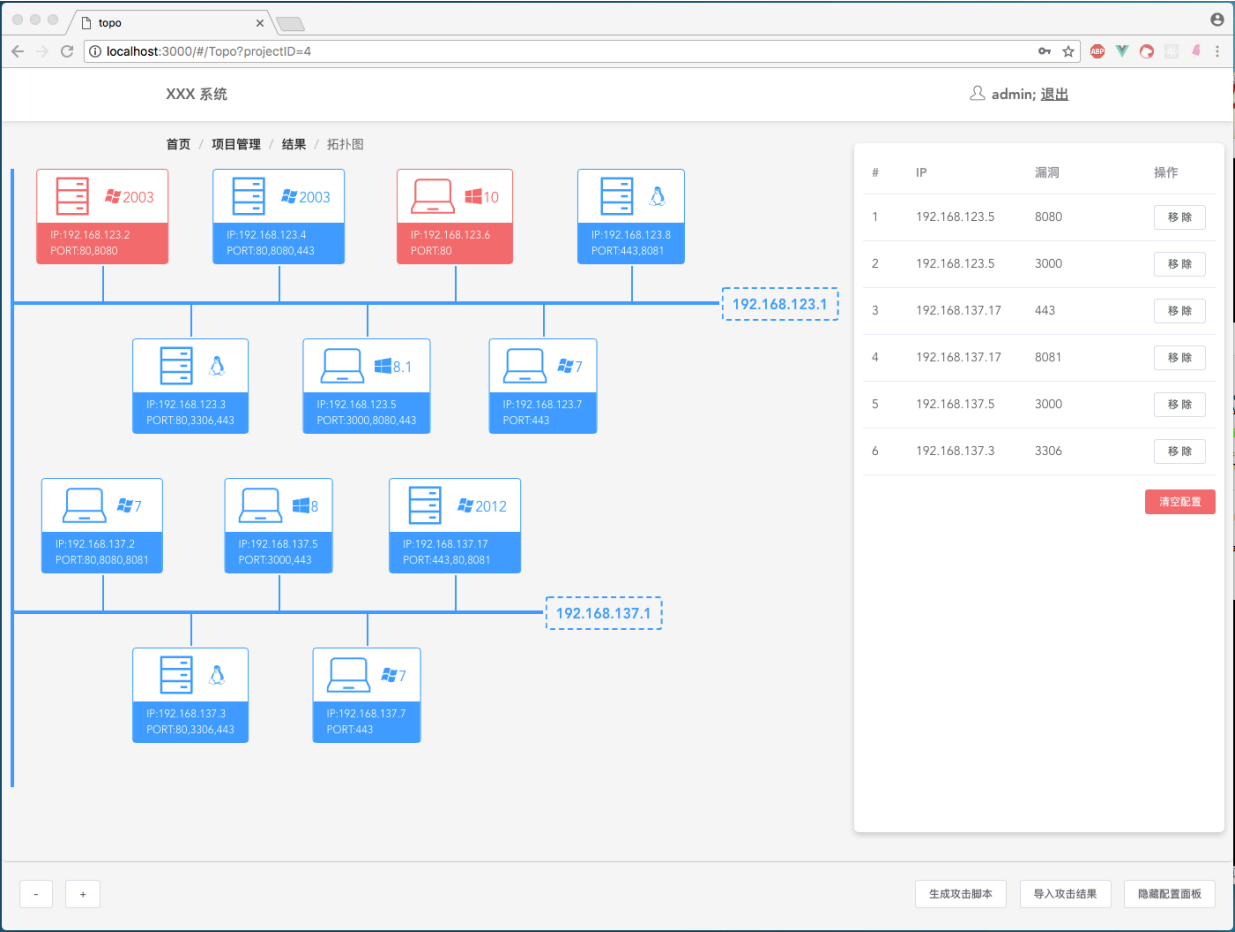 topo
localhost:3000/#/Topo?projectID=4
ABP
XXX 系统
admin; 退出
首页 / 项目管理 / 结果 / 拓扑图
2003
IP:192.168.123.2
PORT:80,8080
2003
IP:192.168.123.4
PORT:80,8080,443
10
IP:192.168.123.6
PORT:80
IP:192.168.123.8
PORT:443,8081
192.168.123.1
IP:192.168.123.3
PORT:80,3306,443
8.1
IP:192.168.123.5
PORT:3000,8080,443
7
IP:192.168.123.7
PORT:443
7
IP:192.168.137.2
PORT:80,8080,8081
8
IP:192.168.137.5
PORT:3000,443
2012
IP:192.168.137.17
PORT:443,80,8081
192.168.137.1
IP:192.168.137.3
PORT:80,3306,443
7
IP:192.168.137.7
PORT:443
# IP 漏洞 操作
1 192.168.123.5 8080 移除
2 192.168.123.5 3000 移除
3 192.168.137.17 443 移除
4 192.168.137.17 8081 移除
5 192.168.137.5 3000 移除
6 192.168.137.3 3306 移除
清空配置
- +
生成攻击脚本 导入攻击结果 隐藏配置面板